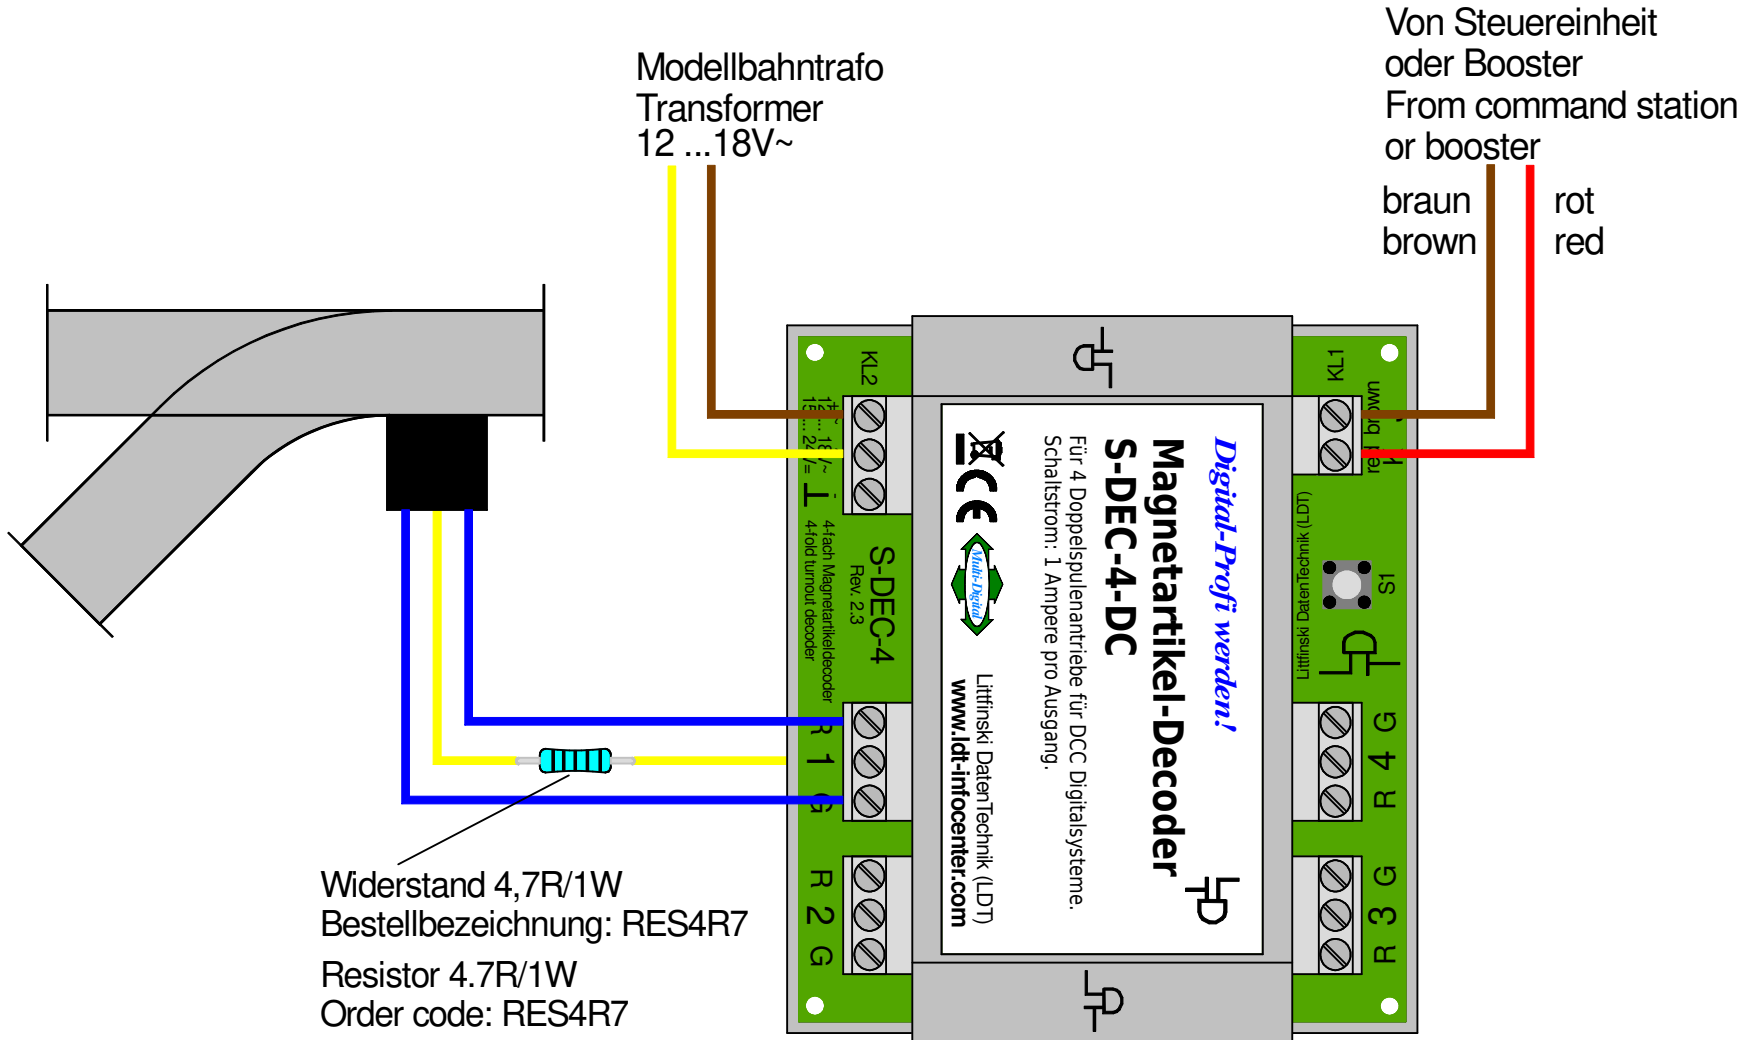 Von Steuereinheit
oder Booster
From command station
or booster
braun
brown
rot
red
Modellbahntrafo
Transformer
12 ...18V~
KL2
KL1
red brown
S-DEC-4
Rev. 2.3
4-fach Magnetartikeldecoder
4-fold turnout decoder
Digital-Profi werden!
Magnetartikel-Decoder
S-DEC-4-DC
Für 4 Doppelspulenantriebe für DCC Digitalsysteme.
Schaltstrom: 1 Ampere pro Ausgang.
CE
Multi-Digital
Littfinski DatenTechnik (LDT)
www.ldt-infocenter.com
Littfinski DatenTechnik (LDT)
S1
R 1 G
R 2 G
R 4 G
R 3 G
Widerstand 4,7R/1W
Bestellbezeichnung: RES4R7
Resistor 4.7R/1W
Order code: RES4R7